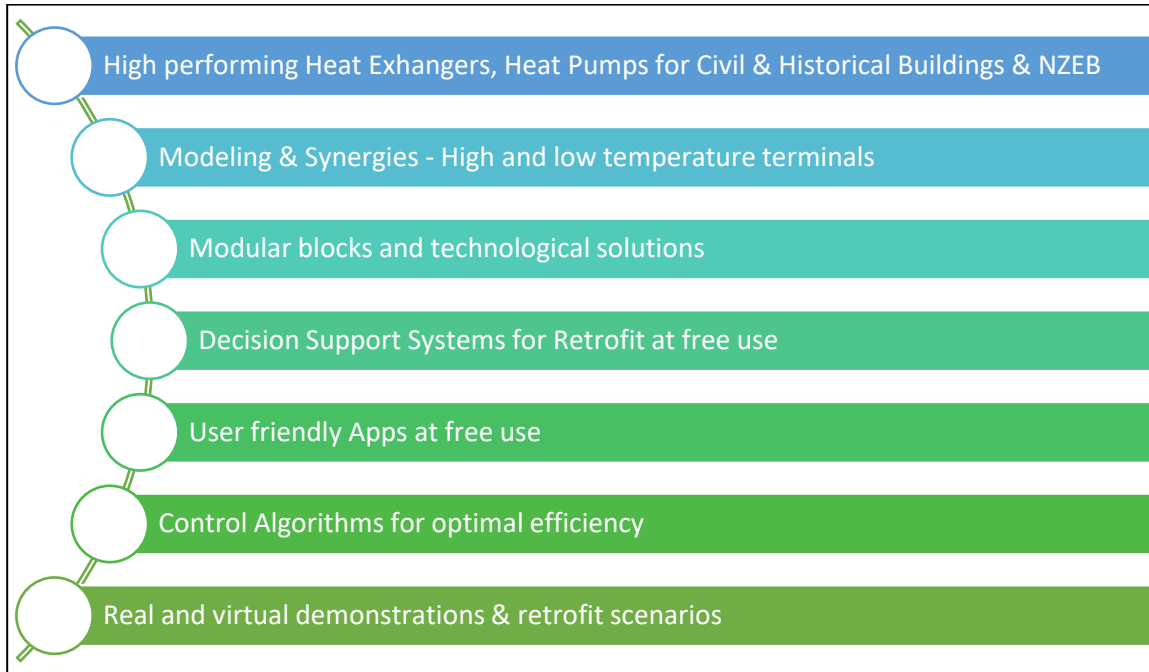 High performing Heat Exhangers, Heat Pumps for Civil & Historical Buildings & NZEB
Modeling & Synergies - High and low temperature terminals
Modular blocks and technological solutions
Decision Support Systems for Retrofit at free use
User friendly Apps at free use
Control Algorithms for optimal efficiency
Real and virtual demonstrations & retrofit scenarios